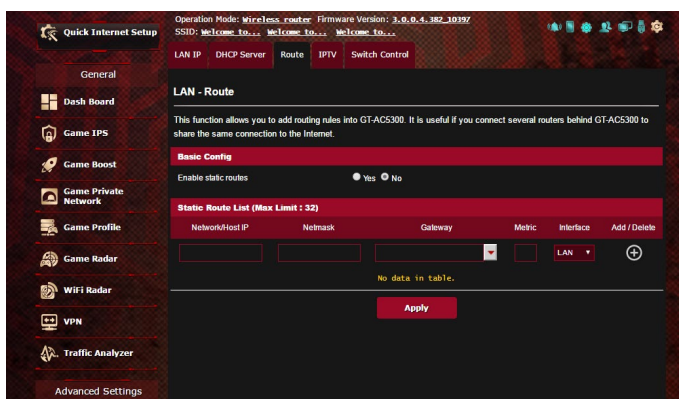 Quick Internet Setup
General
Dash Board
Game IPS
Game Boost
Game Private
Network
Game Profile
Game Radar
WiFi Radar
VPN
Traffic Analyzer
Advanced Settings
Operation Mode: Wireless router Firmware Version: 3.0.0.4.382_10397
SSID: Welcome to... Welcome to... Welcome to...
LAN IP DHCP Server Route IPTV Switch Control
LAN - Route
This function allows you to add routing rules into GT-AC5300. It is useful if you connect several routers behind GT-AC5300 to
share the same connection to the Internet.
Basic Config
Enable static routes Yes No
Static Route List (Max Limit : 32)
Network/Host IP Netmask Gateway Metric Interface Add / Delete
LAN
No data in table.
Apply